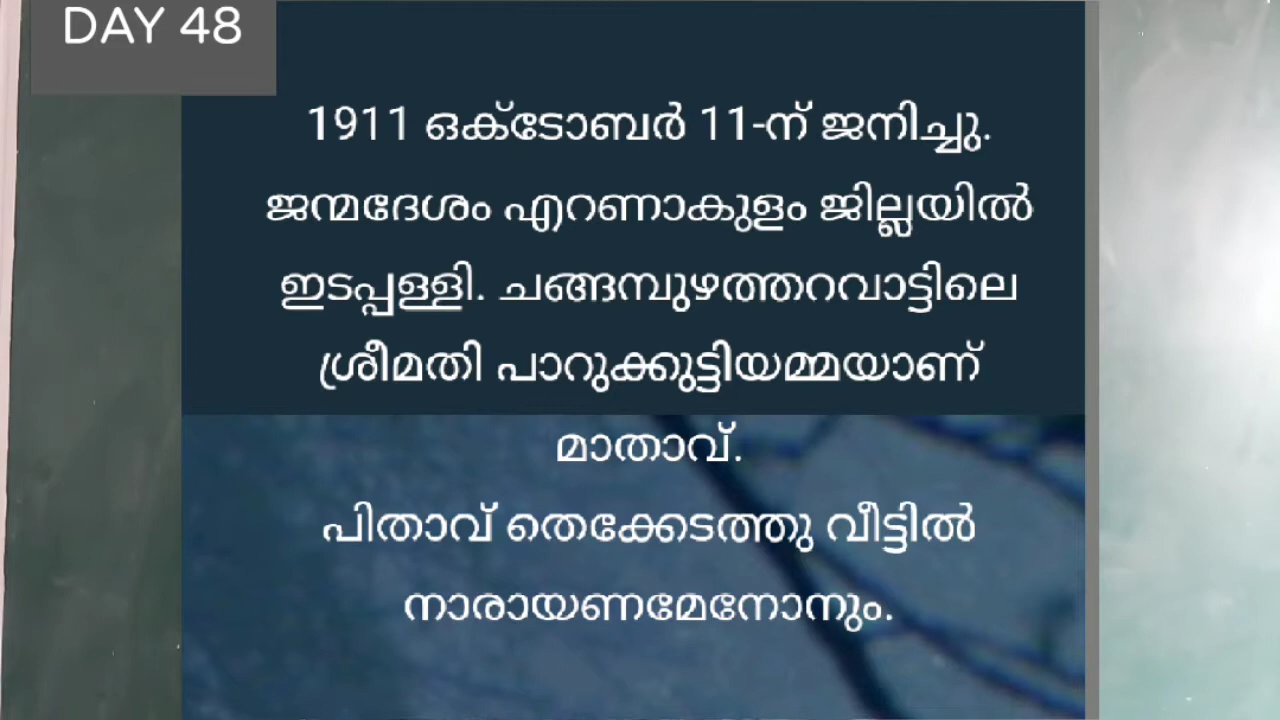 DAY 48
1911 ഒക്ടോബർ 11-ന് ജനിച്ചു.
ജന്മദേശം എറണാകുളം ജില്ലയിൽ
ഇടപ്പള്ളി. ചങ്ങമ്പുഴത്തറവാട്ടിലെ
ശ്രീമതി പാറുക്കുട്ടിയമ്മയാണ്
മാതാവ്.
പിതാവ് തെക്കേടത്തു വീട്ടിൽ
നാരായണമേനോനും.